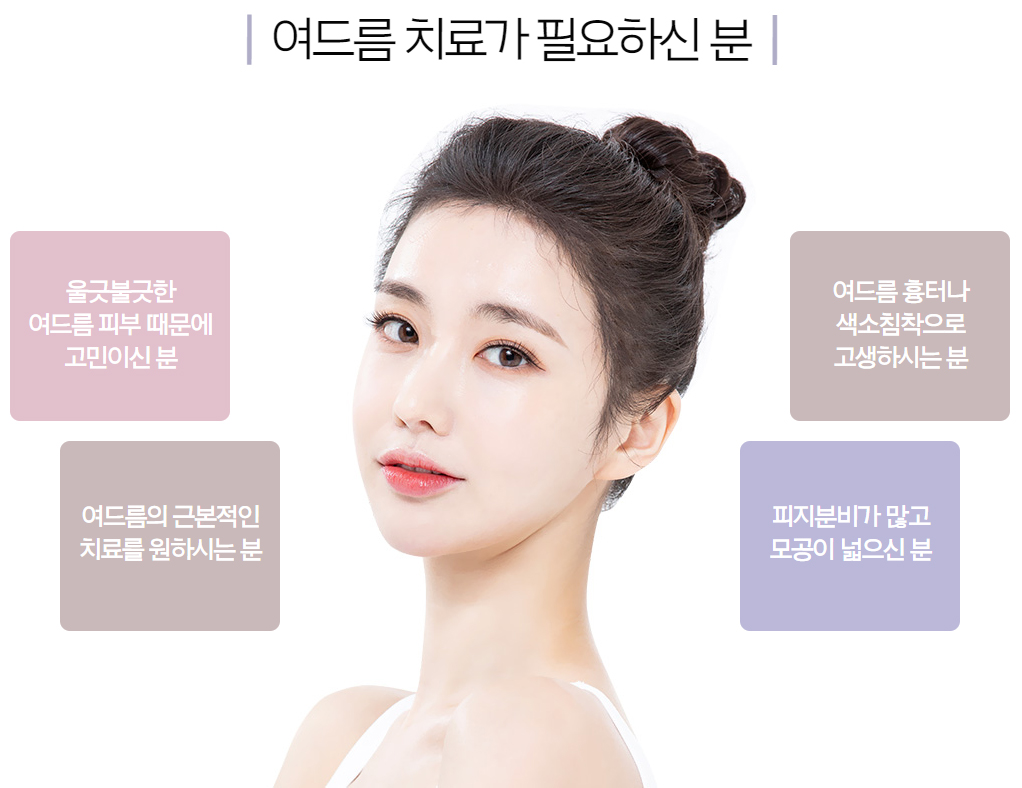 여드름 치료가 필요하신 분
울긋불긋한
여드름 피부 때문에
고민이신 분
여드름 흉터나
색소침착으로
고생하시는 분
여드름의 근본적인
치료를 원하시는 분
피지분비가 많고
모공이 넓으신 분